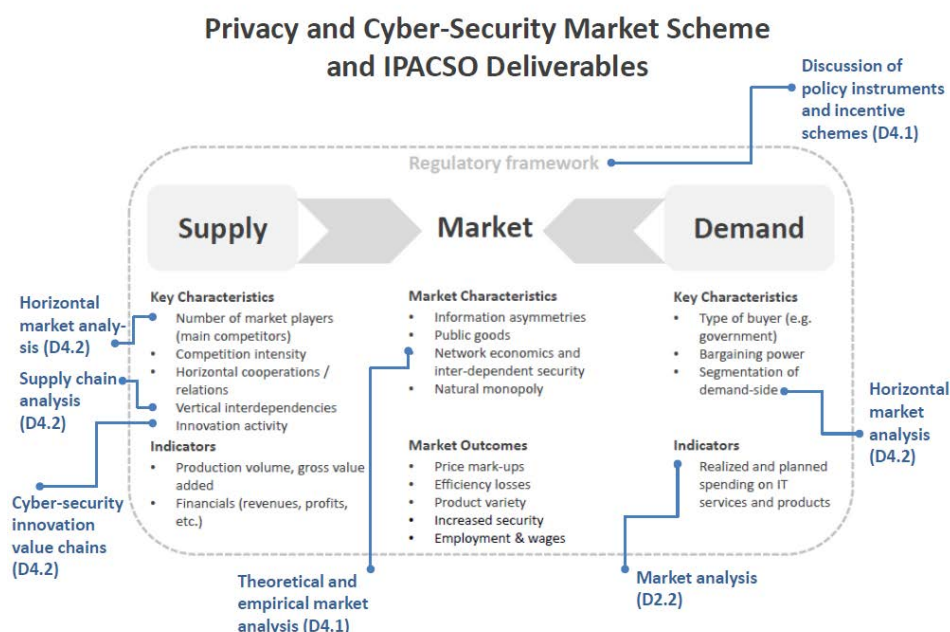 Privacy and Cyber-Security Market Scheme
and IPACSO Deliverables
Discussion of
policy instruments
and incentive
schemes (D4.1)
Regulatory framework
Supply
Market
Demand
Horizontal
market analy-
sis (D4.2)
Supply chain
analysis
(D4.2)
Cyber-security
innovation
value chains
(D4.2)
Key Characteristics
• Number of market players
(main competitors)
• Competition intensity
• Horizontal cooperations /
relations
• Vertical interdependencies
• Innovation activity
Indicators
• Production volume, gross value
added
• Financials (revenues, profits,
etc.)
Market Characteristics
• Information asymmetries
• Public goods
• Network economics and
inter-dependent security
• Natural monopoly
Market Outcomes
• Price mark-ups
• Efficiency losses
• Product variety
• Increased security
• Employment & wages
Theoretical and
empirical market
analysis (D4.1)
Key Characteristics
• Type of buyer (e.g.
government)
• Bargaining power
• Segmentation of
demand-side
Indicators
• Realized and planned
spending on IT
services and products
Horizontal
market
analysis
(D4.2)
Market analysis
(D2.2)